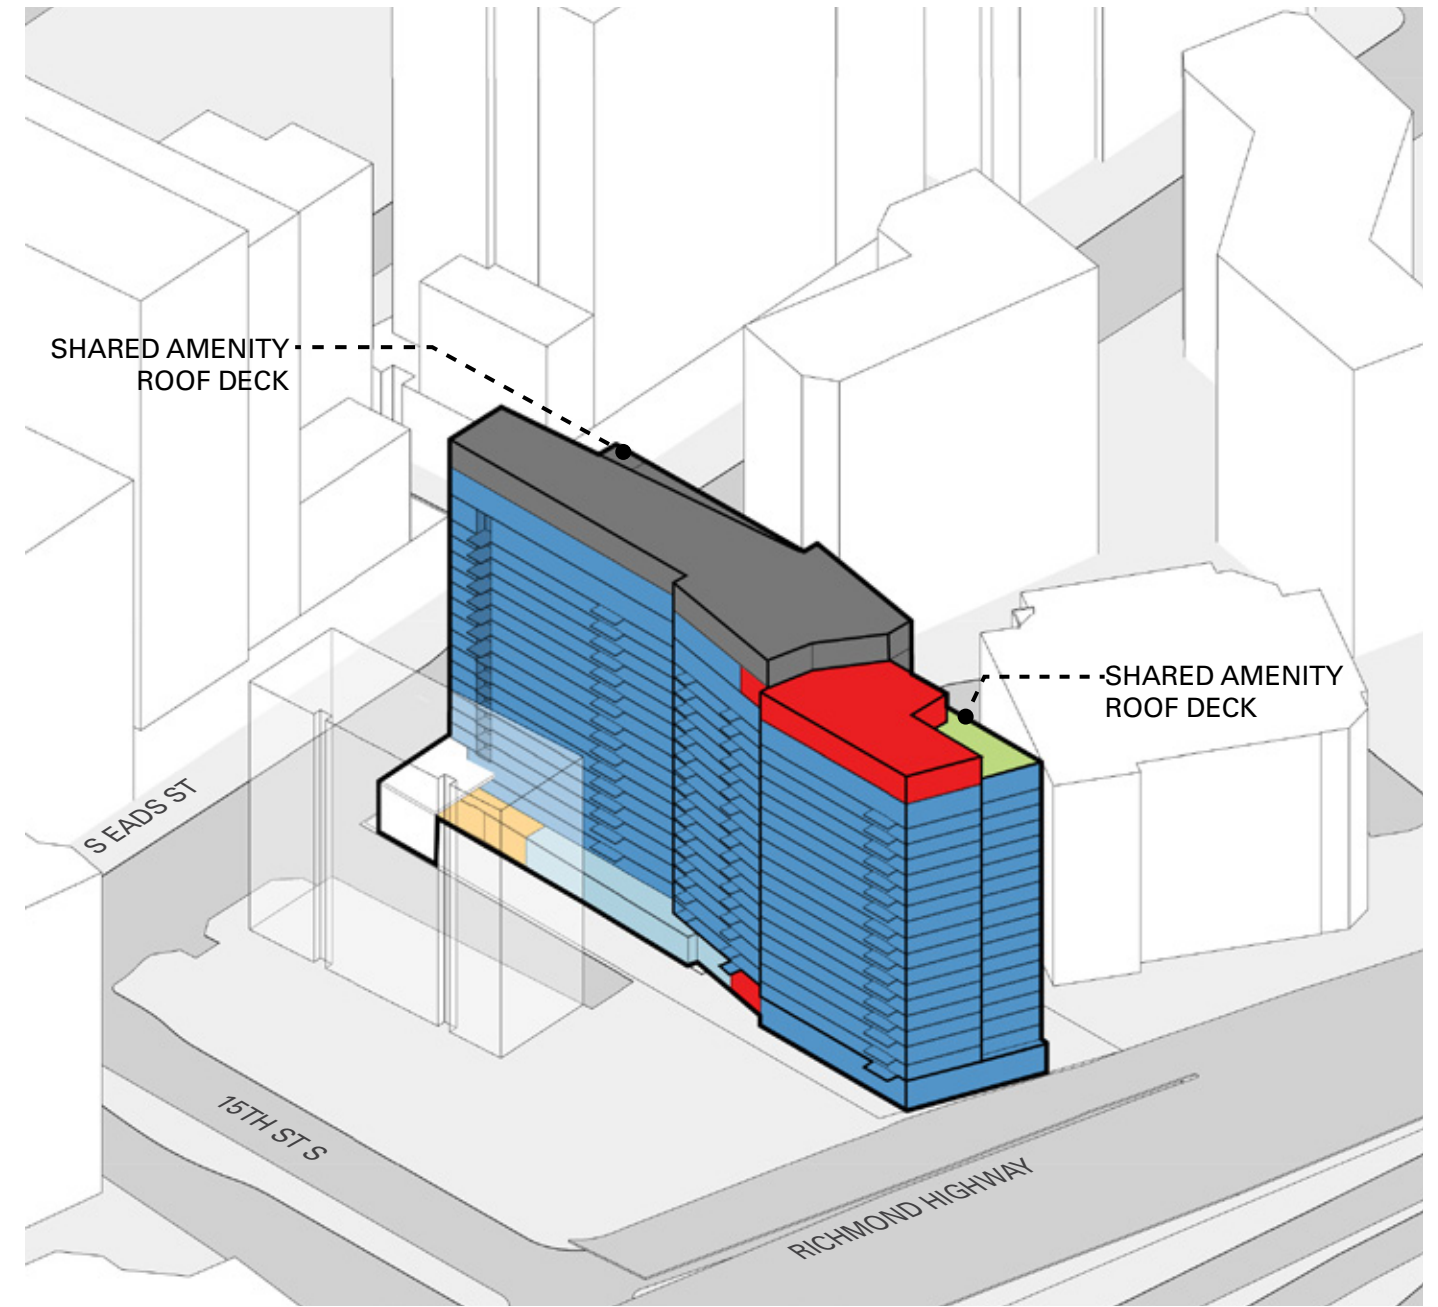 SHARED AMENITY
ROOF DECK
SHARED AMENITY
ROOF DECK
S EADS ST
15TH ST S
RICHMOND HIGHWAY